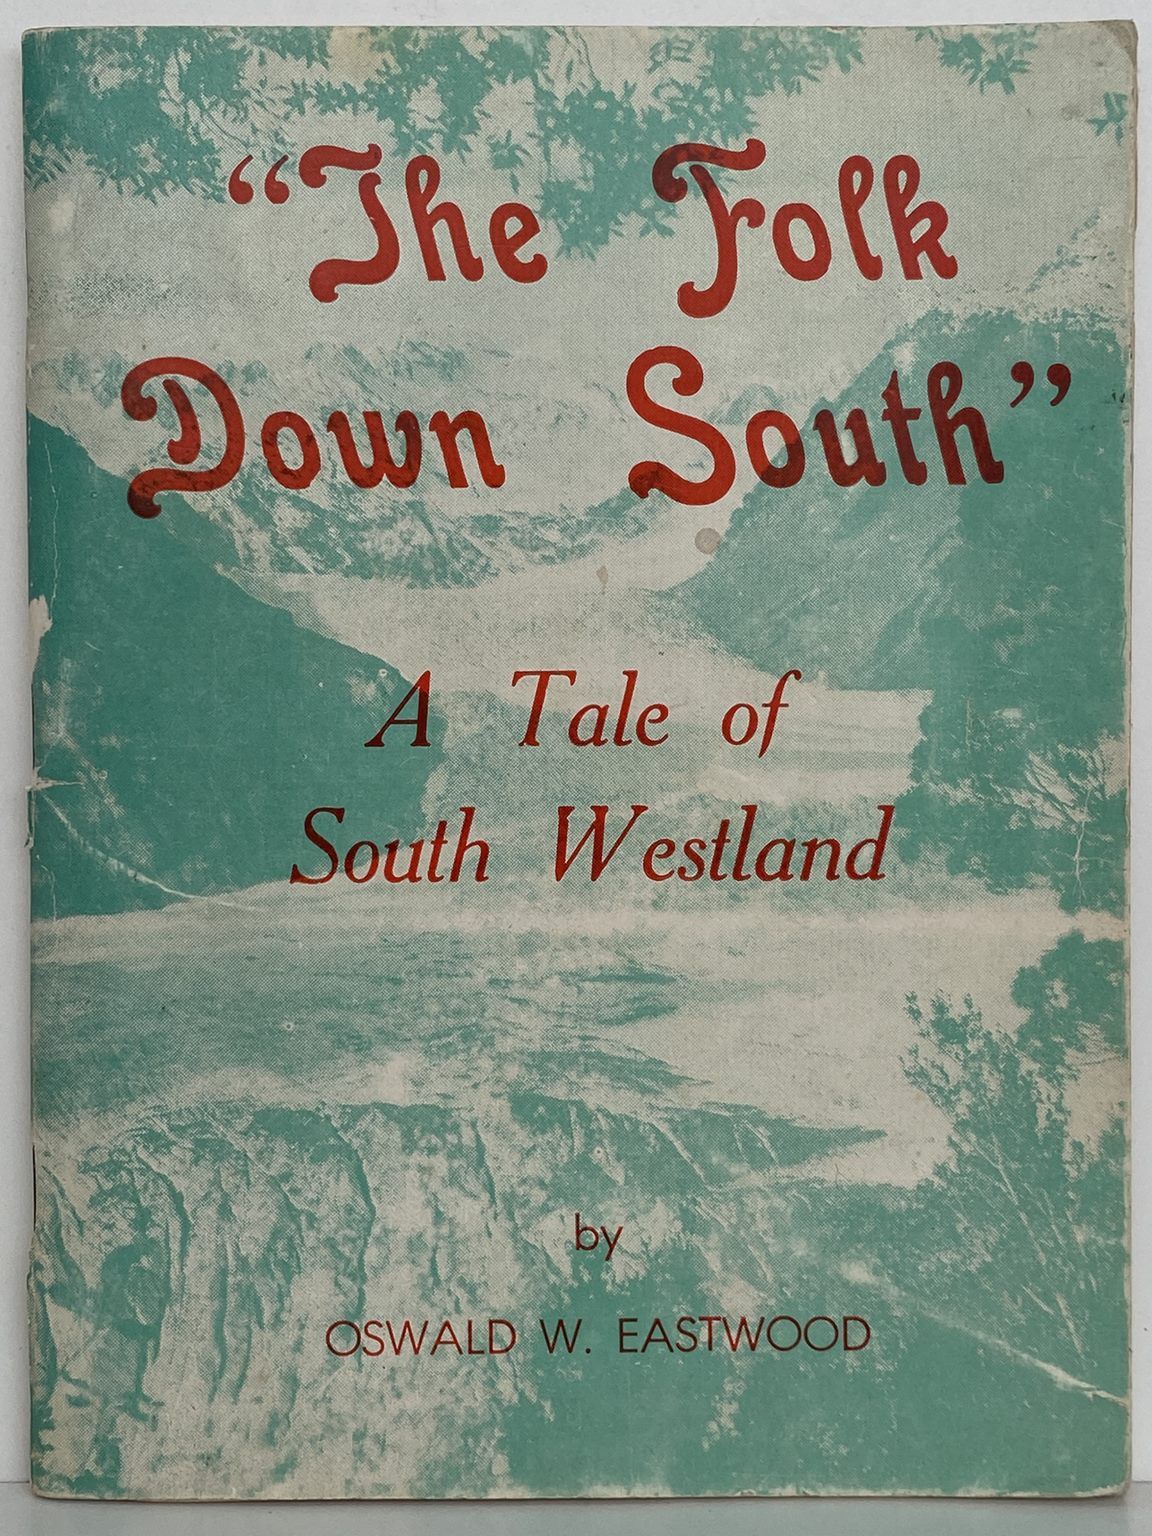 “The Folk
Down South”
A Tale of
South Westland
by
OSWALD W. EASTWOOD